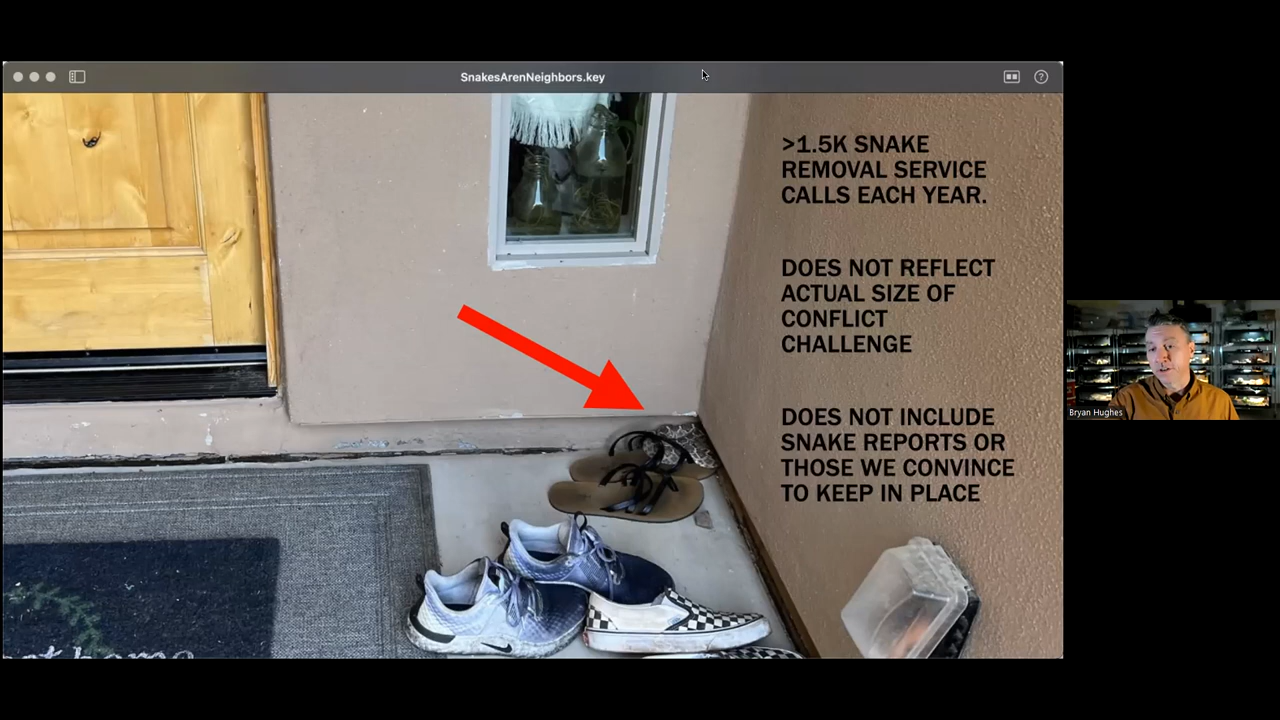 SnakesArenNeighbors.key
>1.5K SNAKE
REMOVAL SERVICE
CALLS EACH YEAR.
DOES NOT REFLECT
ACTUAL SIZE OF
CONFLICT
CHALLENGE
DOES NOT INCLUDE
SNAKE REPORTS OR
THOSE WE CONVINCE
TO KEEP IN PLACE
Bryan Hughes